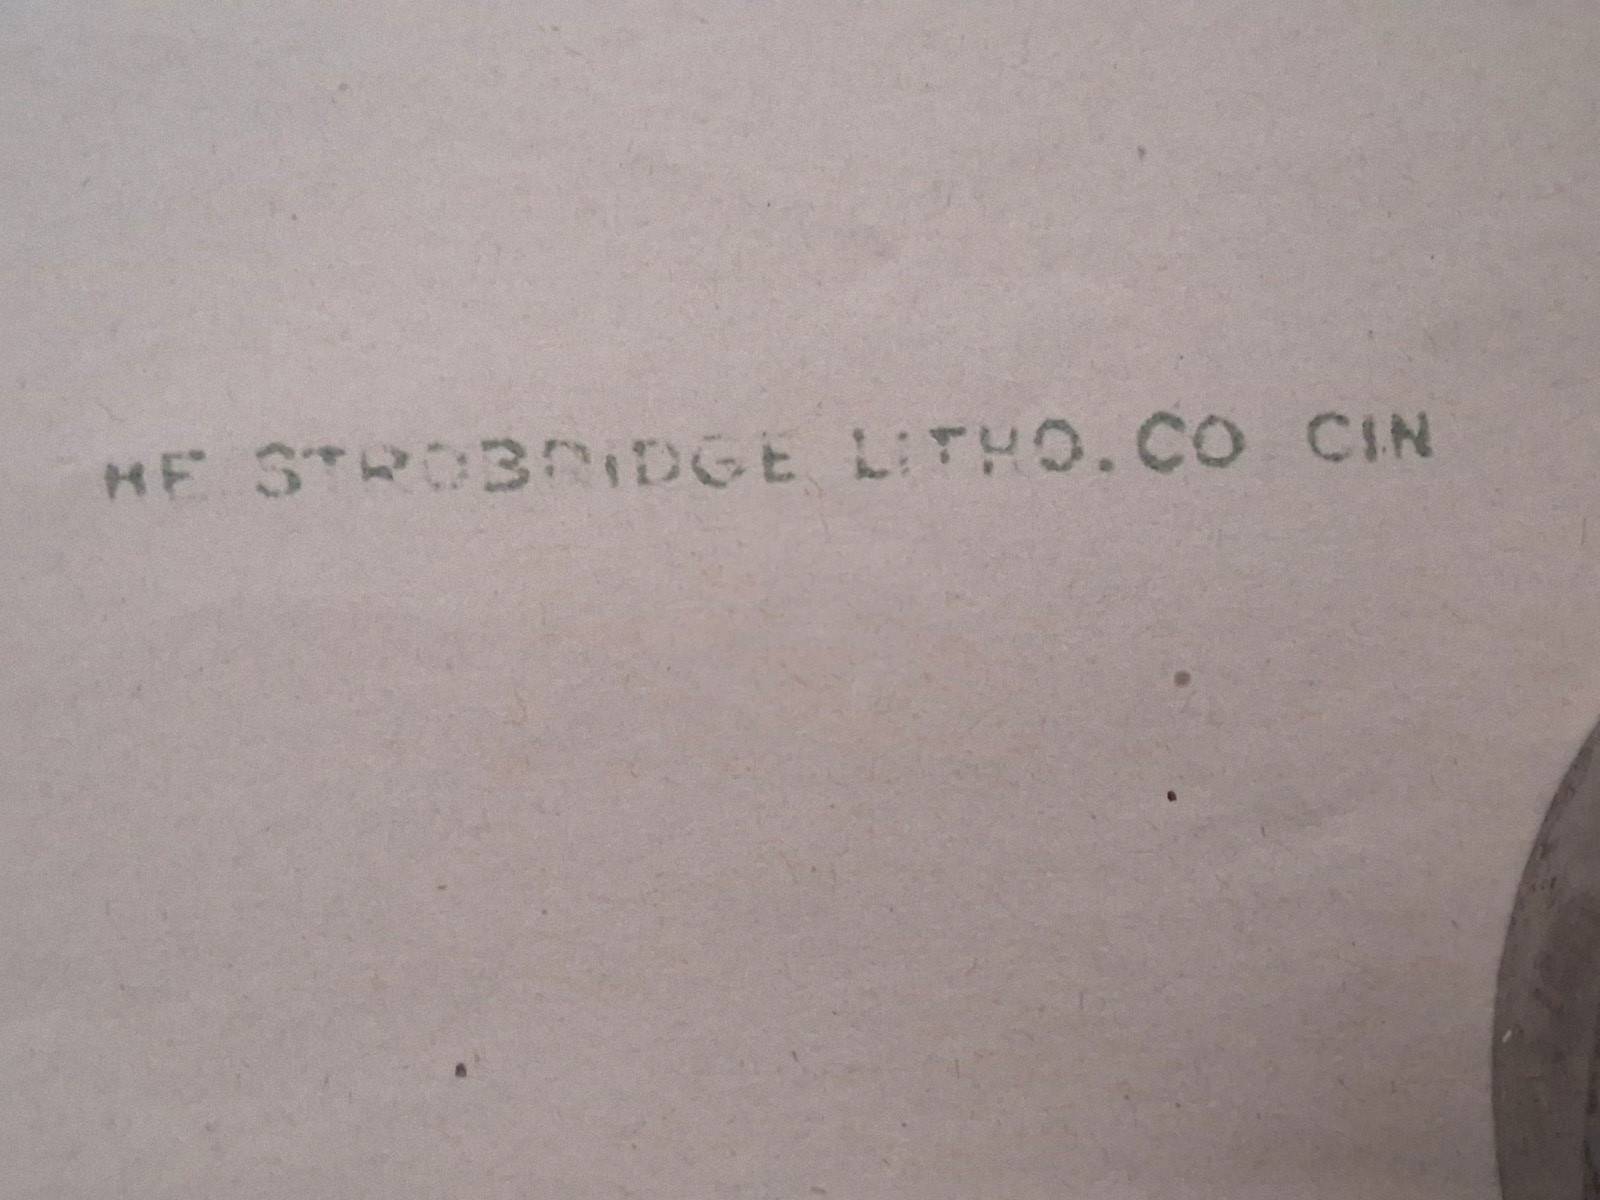 HE STROBRIDGE LITHO. CO CIN